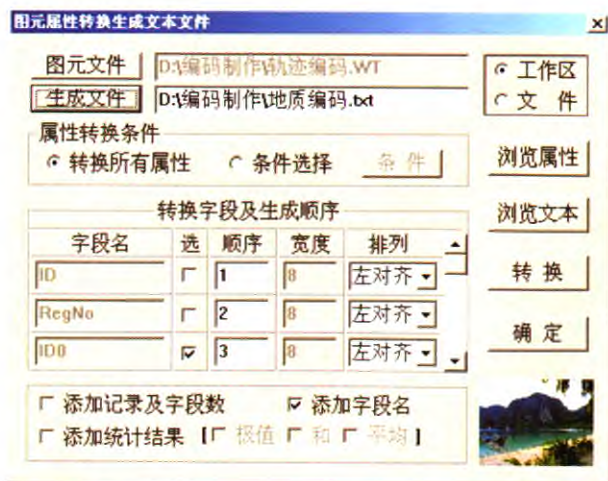 图元属性转换生成文本文件
图元文件 D:\编码制作\轨迹编码.WT
生成文件 D:\编码制作\地质编码.txt
工作区
文 件
属性转换条件
转换所有属性 条件选择 条 件
浏览属性
浏览文本
转 换
确 定
转换字段及生成顺序
字段名 选 顺序 宽度 排列
ID 1 8 左对齐
RegNo 2 8 左对齐
ID0 3 8 左对齐
添加记录及字段数 添加字段名
添加统计结果 【 极值 和 平均 】